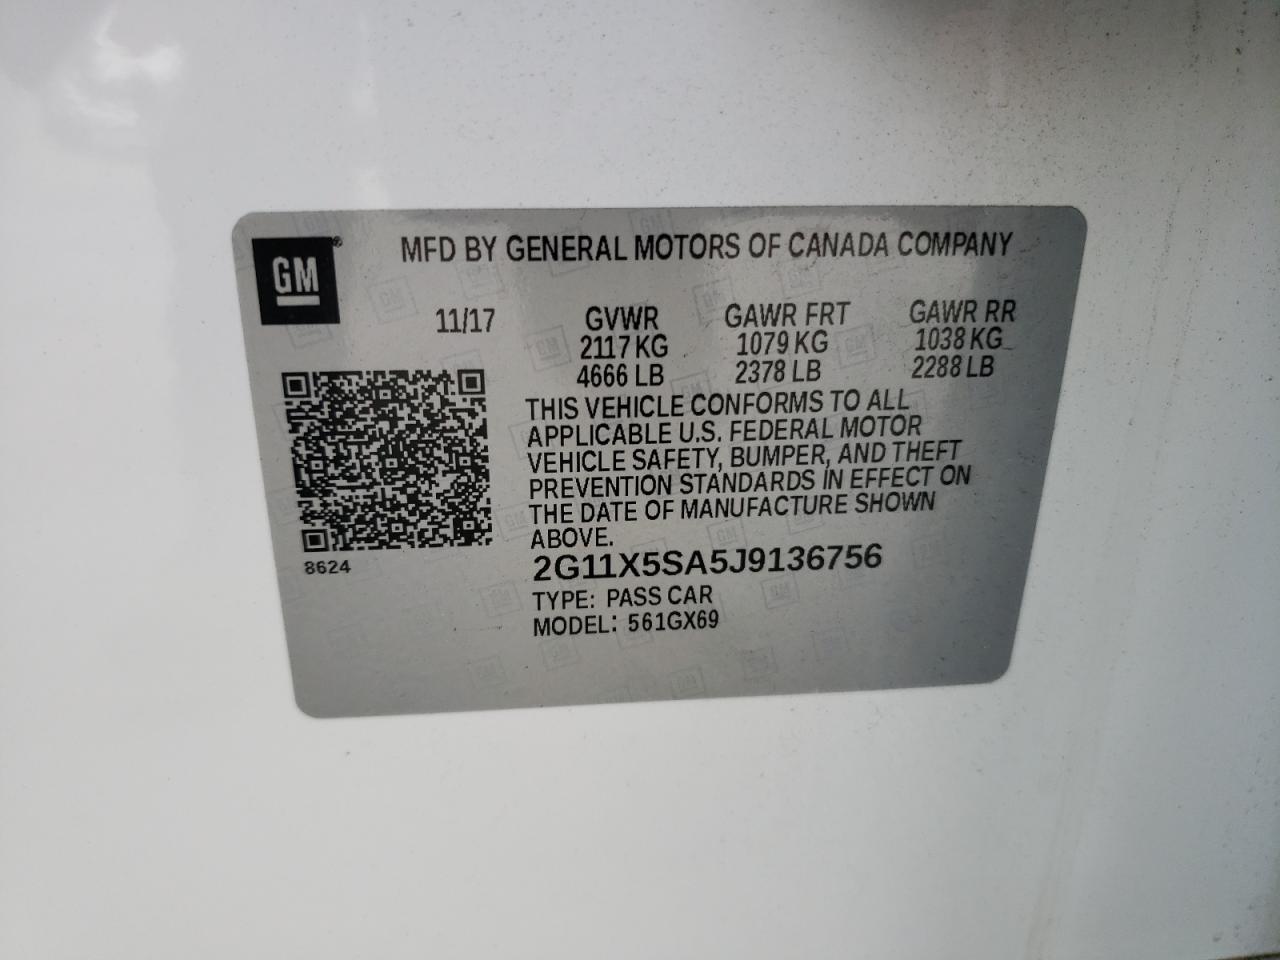 GM
MFD BY GENERAL MOTORS OF CANADA COMPANY
11/17 GVWR GAWR FRT GAWR RR
2117 KG 1079 KG 1038 KG
4666 LB 2378 LB 2288 LB
THIS VEHICLE CONFORMS TO ALL
APPLICABLE U.S. FEDERAL MOTOR
VEHICLE SAFETY, BUMPER, AND THEFT
PREVENTION STANDARDS IN EFFECT ON
THE DATE OF MANUFACTURE SHOWN
ABOVE.
8624
2G11X5SA5J9136756
TYPE: PASS CAR
MODEL: 561GX69